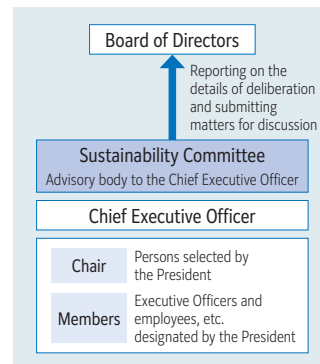 Board of Directors
Reporting on the
details of deliberation
and submitting
matters for discussion
Sustainability Committee
Advisory body to the Chief Executive Officer
Chief Executive Officer
Chair
Persons selected by
the President
Members
Executive Officers and
employees, etc.
designated by the President